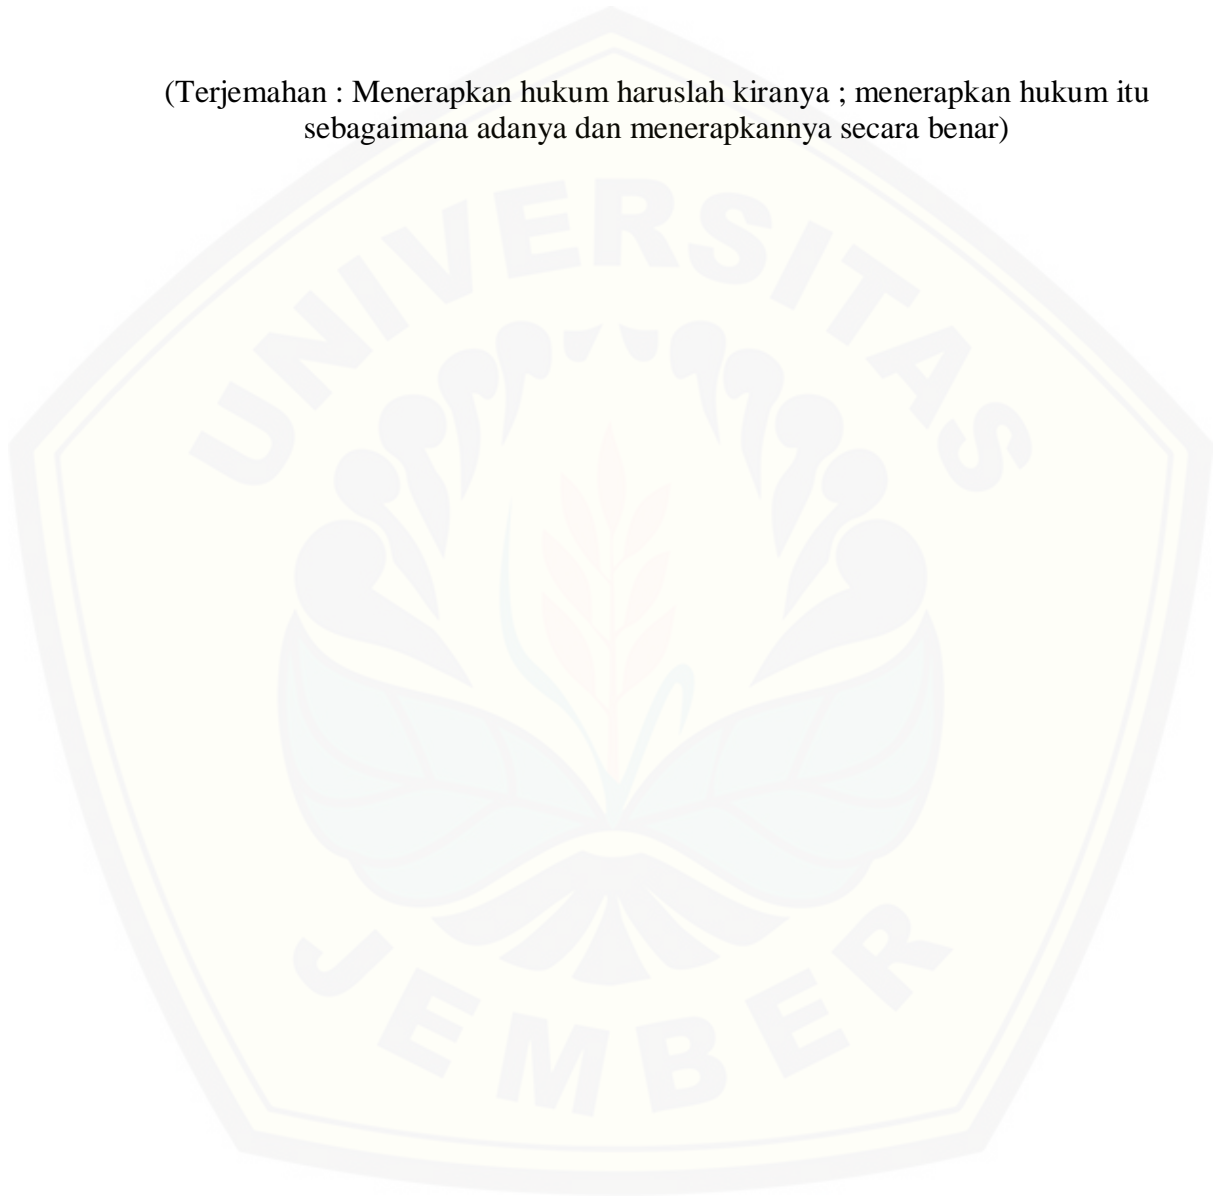 (Terjemahan : Menerapkan hukum haruslah kiranya ; menerapkan hukum itu
sebagaimana adanya dan menerapkannya secara benar)
UNIVERSITAS
JEMBER